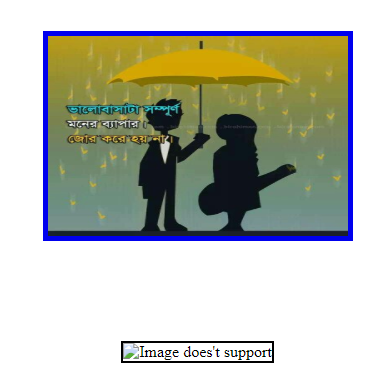 ভালোবাসাটা সম্পূর্ণ
মনের ব্যাপার।
জোর করে হয় না।
Image does't support